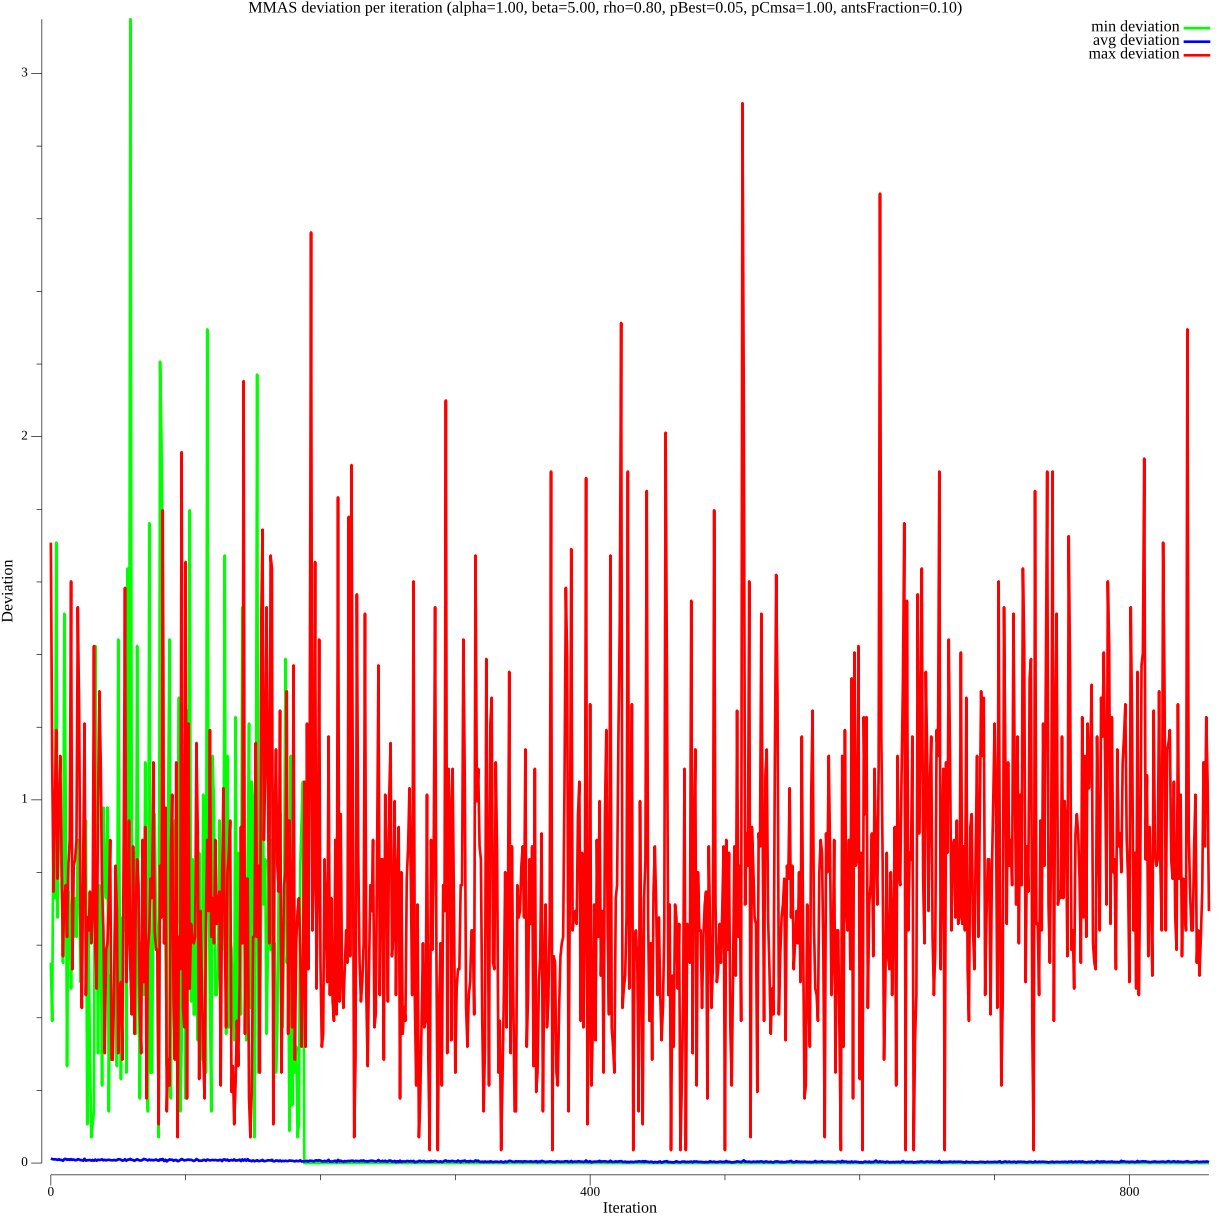 MMAS deviation per iteration (alpha=1.00, beta=5.00, rho=0.80, pBest=0.05, pCmsa=1.00, antsFraction=0.10)
min deviation
avg deviation
max deviation
3
2
1
0
Deviation
0
400
800
Iteration